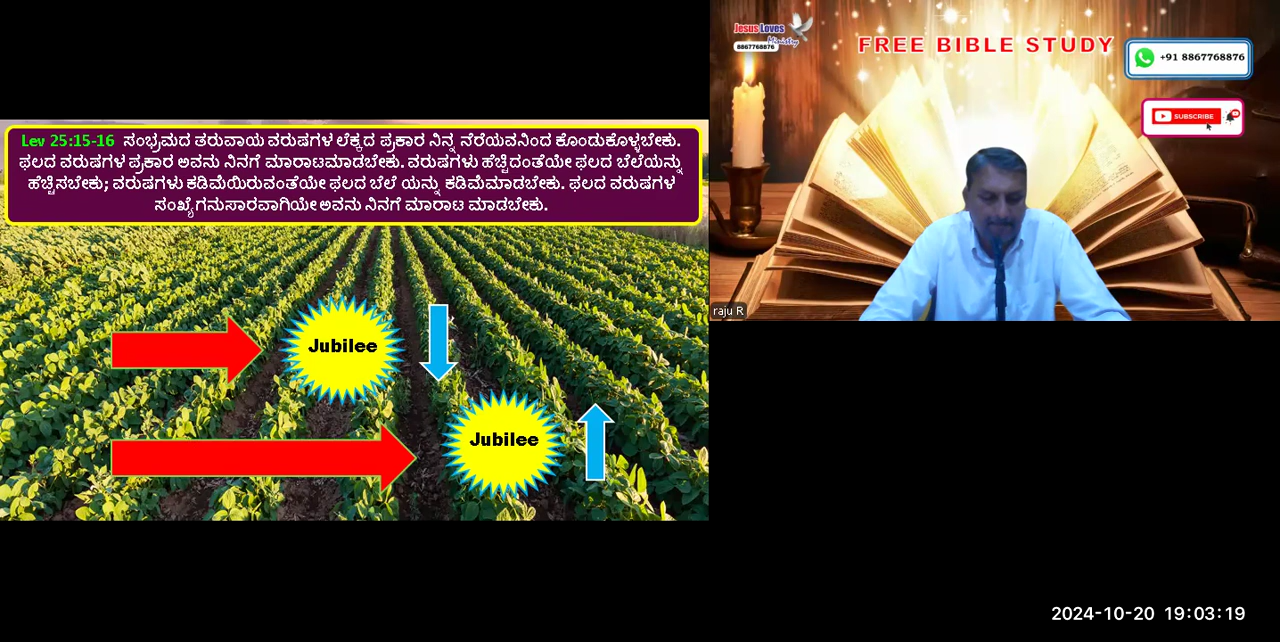 Lev 25:15-16 ಸಂಭ್ರಮದ ತರುವಾಯ ವರುಷಗಳ ಲೆಕ್ಕದ ಪ್ರಕಾರ ನಿನ್ನ ನೆರೆಯವನಿಂದ ಕೊಂಡುಕೊಳ್ಳಬೇಕು.
ಫಲದ ವರುಷಗಳ ಪ್ರಕಾರ ಅವನು ನಿನಗೆ ಮಾರಾಟಮಾಡಬೇಕು. ವರುಷಗಳು ಹೆಚ್ಚಿದಂತೆಯೇ ಫಲದ ಬೆಲೆಯನ್ನು
ಹೆಚ್ಚಿಸಬೇಕು; ವರುಷಗಳು ಕಡಿಮೆಯಿರುವಂತೆಯೇ ಫಲದ ಬೆಲೆ ಯನ್ನು ಕಡಿಮೆಮಾಡಬೇಕು. ಫಲದ ವರುಷಗಳ
ಸಂಖ್ಯೆಗನುಸಾರವಾಗಿಯೇ ಅವನು ನಿನಗೆ ಮಾರಾಟ ಮಾಡಬೇಕು.
Jubilee
Jubilee
Jesus Loves
Ministry
8867768876
FREE BIBLE STUDY
+91 8867768876
SUBSCRIBE
raju R
2024-10-20 19:03:19